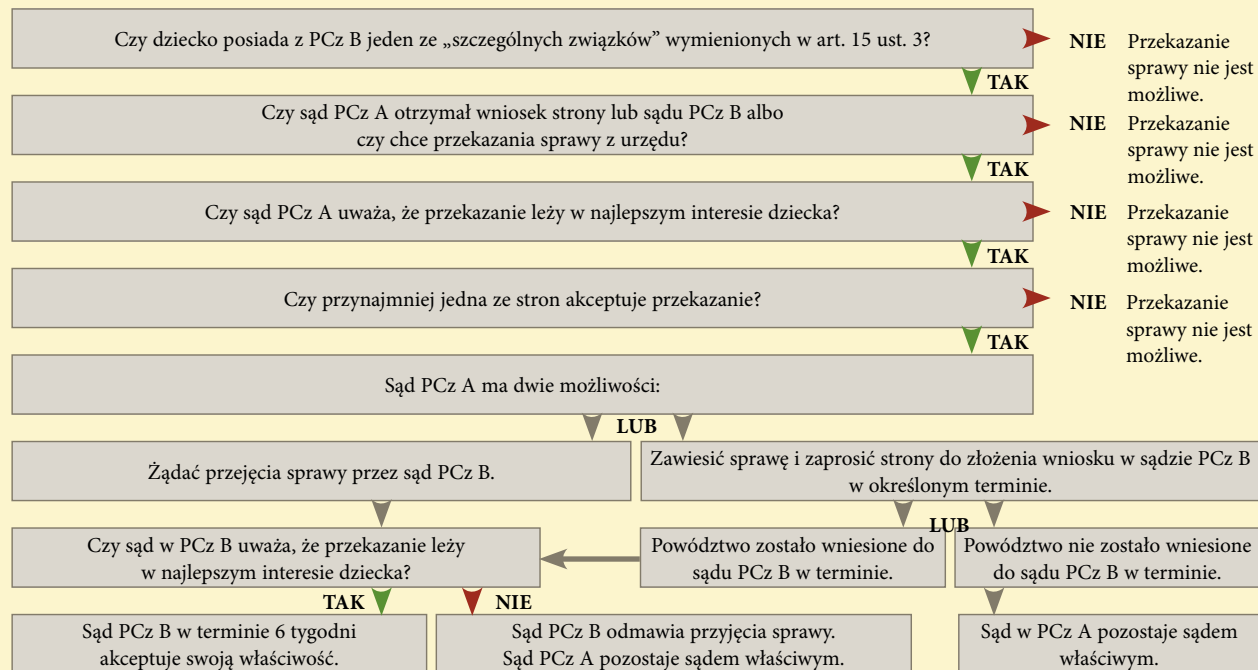 Czy dziecko posiada z PCz B jeden ze „szczególnych związków” wymienionych w art. 15 ust. 3?
NIE Przekazanie
sprawy nie jest
możliwe.
TAK
Czy sąd PCz A otrzymał wniosek strony lub sądu PCz B albo
czy chce przekazania sprawy z urzędu?
NIE Przekazanie
sprawy nie jest
możliwe.
TAK
Czy sąd PCz A uważa, że przekazanie leży w najlepszym interesie dziecka?
NIE Przekazanie
sprawy nie jest
możliwe.
TAK
Czy przynajmniej jedna ze stron akceptuje przekazanie?
NIE Przekazanie
sprawy nie jest
możliwe.
TAK
Sąd PCz A ma dwie możliwości:
LUB
Żądać przejęcia sprawy przez sąd PCz B.
Zawiesić sprawę i zaprosić strony do złożenia wniosku w sądzie PCz B
w określonym terminie.
LUB
Czy sąd w PCz B uważa, że przekazanie leży
w najlepszym interesie dziecka?
Powództwo zostało wniesione do
sądu PCz B w terminie.
Powództwo nie zostało wniesione
do sądu PCz B w terminie.
TAK
NIE
Sąd PCz B w terminie 6 tygodni
akceptuje swoją właściwość.
Sąd PCz B odmawia przyjęcia sprawy.
Sąd PCz A pozostaje sądem właściwym.
Sąd w PCz A pozostaje sądem
właściwym.